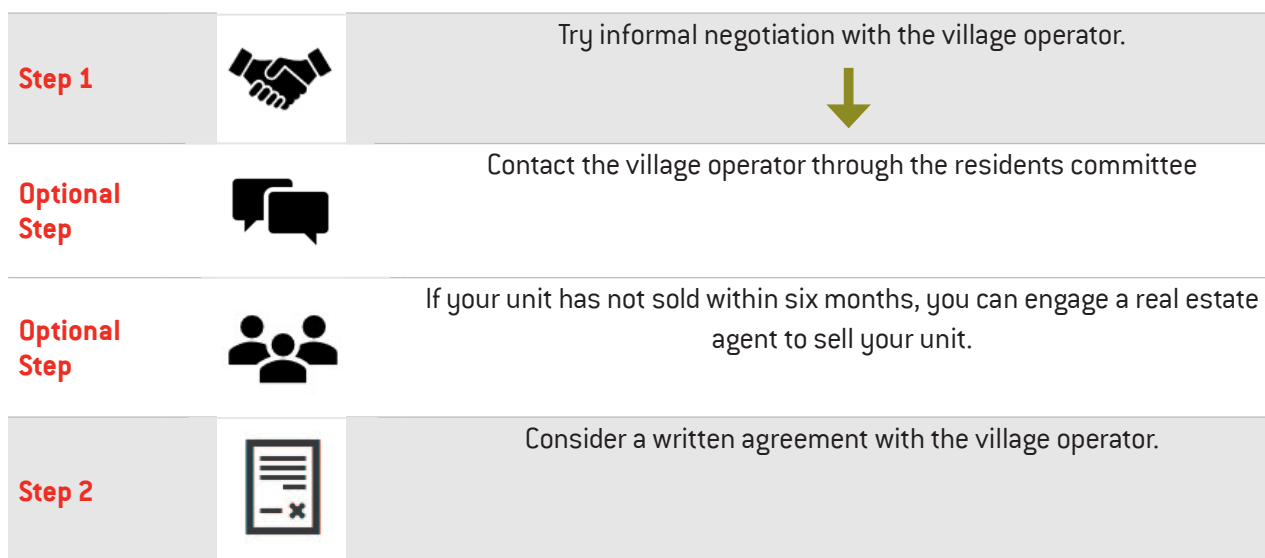 Step 1
Try informal negotiation with the village operator.
Optional
Step
Contact the village operator through the residents committee
Optional
Step
If your unit has not sold within six months, you can engage a real estate
agent to sell your unit.
Step 2
Consider a written agreement with the village operator.